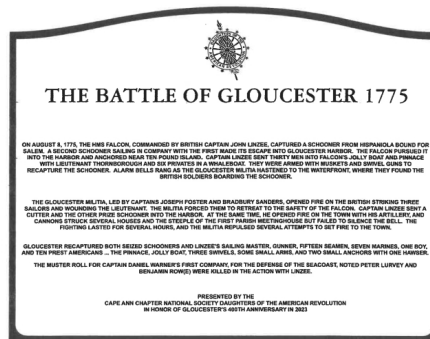 THE BATTLE OF GLOUCESTER 1775
ON AUGUST 8, 1775, THE HMS FALCON, COMMANDED BY BRITISH CAPTAIN JOHN LINZEE, CAPTURED A SCHOONER FROM HISPANIOLA BOUND FOR
SALEM. A SECOND SCHOONER SAILING IN COMPANY WITH THE FIRST MADE ITS ESCAPE INTO GLOUCESTER HARBOR. THE FALCON PURSUED IT
INTO THE HARBOR AND ANCHORED NEAR TEN POUND ISLAND. CAPTAIN LINZEE SENT THIRTY MEN INTO FALCON'S JOLLY BOAT AND PINNACE
WITH LIEUTENANT THORNBOROUGH AND SIX PRIVATES IN A WHALEBOAT. THEY WERE ARMED WITH MUSKETS AND SWIVEL GUNS TO
RECAPTURE THE SCHOONER. ALARM BELLS RANG AS THE GLOUCESTER MILITIA HASTENED TO THE WATERFRONT, WHERE THEY FOUND THE
BRITISH SOLDIERS BOARDING THE SCHOONER.
THE GLOUCESTER MILITIA, LED BY CAPTAINS JOSEPH FOSTER AND BRADBURY SANDERS, OPENED FIRE ON THE BRITISH STRIKING THREE
SAILORS AND WOUNDING THE LIEUTENANT. THE MILITIA FORCED THEM TO RETREAT TO THE SAFETY OF THE FALCON. CAPTAIN LINZEE SENT A
CUTTER AND THE OTHER PRIZE SCHOONER INTO THE HARBOR. AT THE SAME TIME, HE OPENED FIRE ON THE TOWN WITH HIS ARTILLERY, AND
CANNONS STRUCK SEVERAL HOUSES AND THE STEEPLE OF THE FIRST PARISH MEETINGHOUSE BUT FAILED TO SILENCE THE BELL. THE
FIGHTING LASTED FOR SEVERAL HOURS, AND THE MILITIA REPULSED SEVERAL ATTEMPTS TO SET FIRE TO THE TOWN.
GLOUCESTER RECAPTURED BOTH SEIZED SCHOONERS AND LINZEE'S SAILING MASTER, GUNNER, FIFTEEN SEAMEN, SEVEN MARINES, ONE BOY,
AND TEN PREST AMERICANS ... THE PINNACE, JOLLY BOAT, THREE SWIVELS, SOME SMALL ARMS, AND TWO SMALL ANCHORS WITH ONE HAWSER.
THE MUSTER ROLL FOR CAPTAIN DANIEL WARNER'S FIRST COMPANY, FOR THE DEFENSE OF THE SEACOAST, NOTED PETER LURVEY AND
BENJAMIN ROW(E) WERE KILLED IN THE ACTION WITH LINZEE.
PRESENTED BY THE
CAPE ANN CHAPTER NATIONAL SOCIETY DAUGHTERS OF THE AMERICAN REVOLUTION
IN HONOR OF GLOUCESTER'S 400TH ANNIVERSARY IN 2023